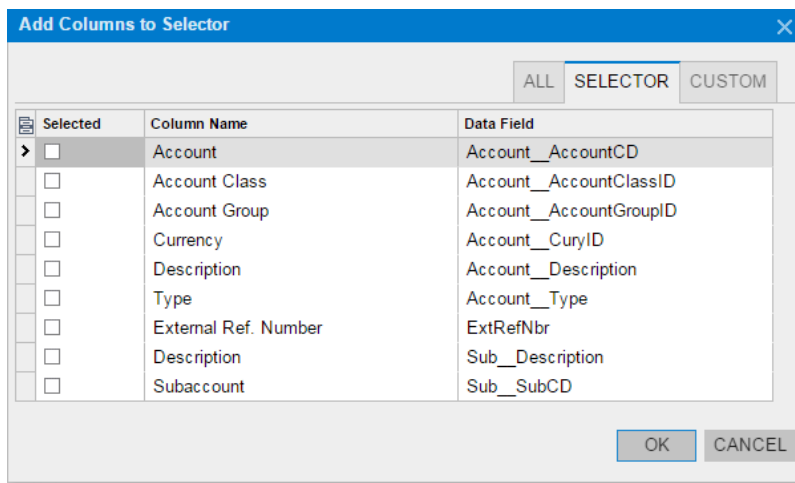 Add Columns to Selector
ALL SELECTOR CUSTOM
Selected Column Name Data Field
Account Account__AccountCD
Account Class Account__AccountClassID
Account Group Account__AccountGroupID
Currency Account__CuryID
Description Account__Description
Type Account__Type
External Ref. Number ExtRefNbr
Description Sub__Description
Subaccount Sub__SubCD
OK CANCEL